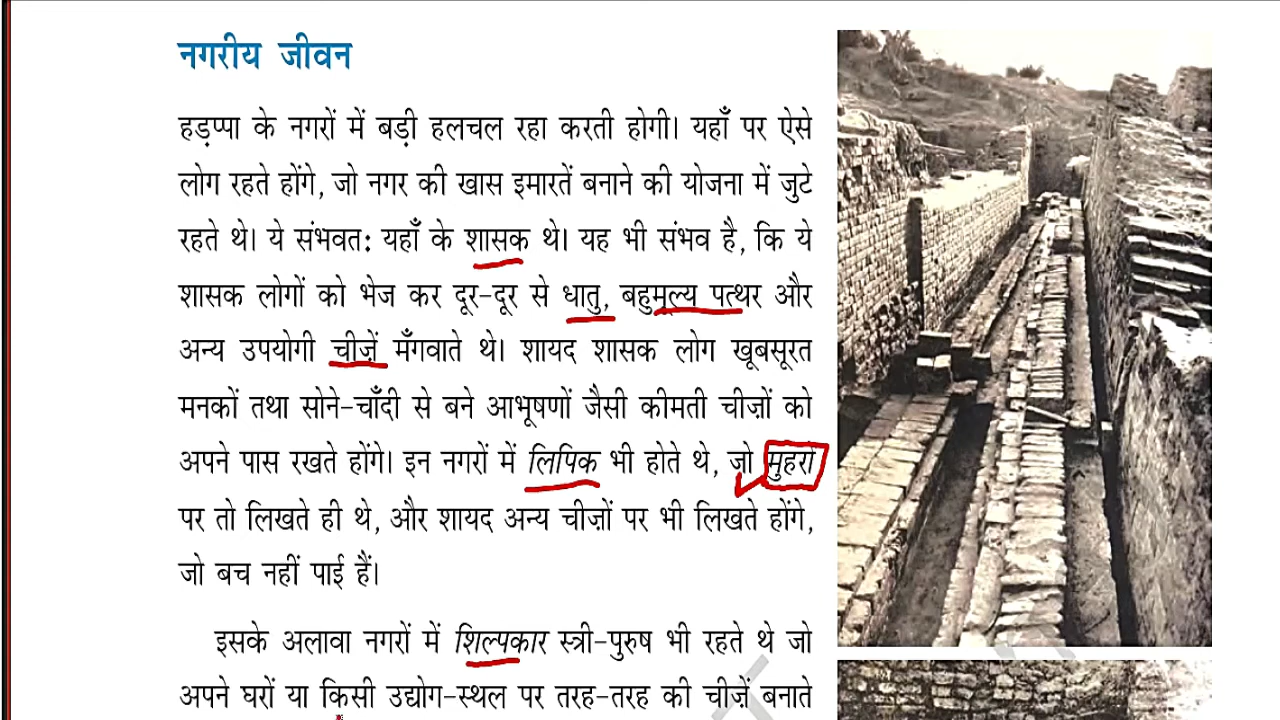 नगरीय जीवन
हड़प्पा के नगरों में बड़ी हलचल रहा करती होगी। यहाँ पर ऐसे
लोग रहते होंगे, जो नगर की खास इमारतें बनाने की योजना में जुटे
रहते थे। ये संभवत: यहाँ के शासक थे। यह भी संभव है, कि ये
शासक लोगों को भेज कर दूर-दूर से धातु, बहुमूल्य पत्थर और
अन्य उपयोगी चीज़ें मँगवाते थे। शायद शासक लोग खूबसूरत
मनकों तथा सोने-चाँदी से बने आभूषणों जैसी कीमती चीज़ों को
अपने पास रखते होंगे। इन नगरों में लिपिक भी होते थे, जो मुहरों
पर तो लिखते ही थे, और शायद अन्य चीज़ों पर भी लिखते होंगे,
जो बच नहीं पाई हैं।
इसके अलावा नगरों में शिल्पकार स्त्री-पुरुष भी रहते थे जो
अपने घरों या किसी उद्योग-स्थल पर तरह-तरह की चीज़ें बनाते